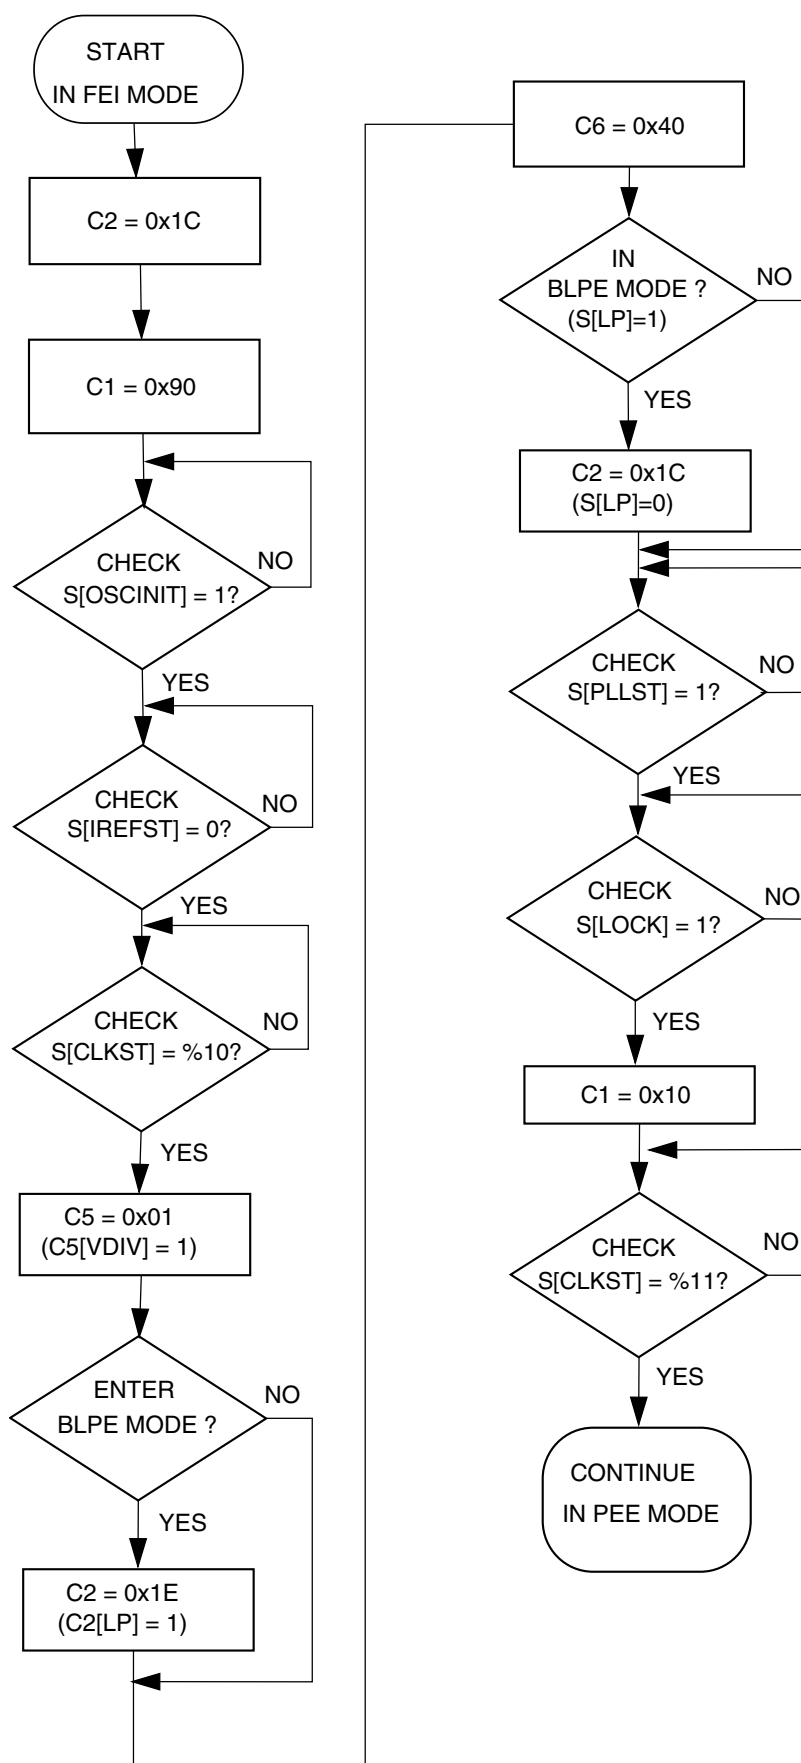 START
IN FEI MODE
C2 = 0x1C
C1 = 0x90
CHECK
S[OSCINIT] = 1?
NO
YES
CHECK
S[IREFST] = 0?
NO
YES
CHECK
S[CLKST] = %10?
NO
YES
C5 = 0x01
(C5[VDIV] = 1)
ENTER
BLPE MODE ?
NO
YES
C2 = 0x1E
(C2[LP] = 1)
C6 = 0x40
IN
BLPE MODE ?
(S[LP]=1)
NO
YES
C2 = 0x1C
(S[LP]=0)
CHECK
S[PLLST] = 1?
NO
YES
CHECK
S[LOCK] = 1?
NO
YES
C1 = 0x10
CHECK
S[CLKST] = %11?
NO
YES
CONTINUE
IN PEE MODE